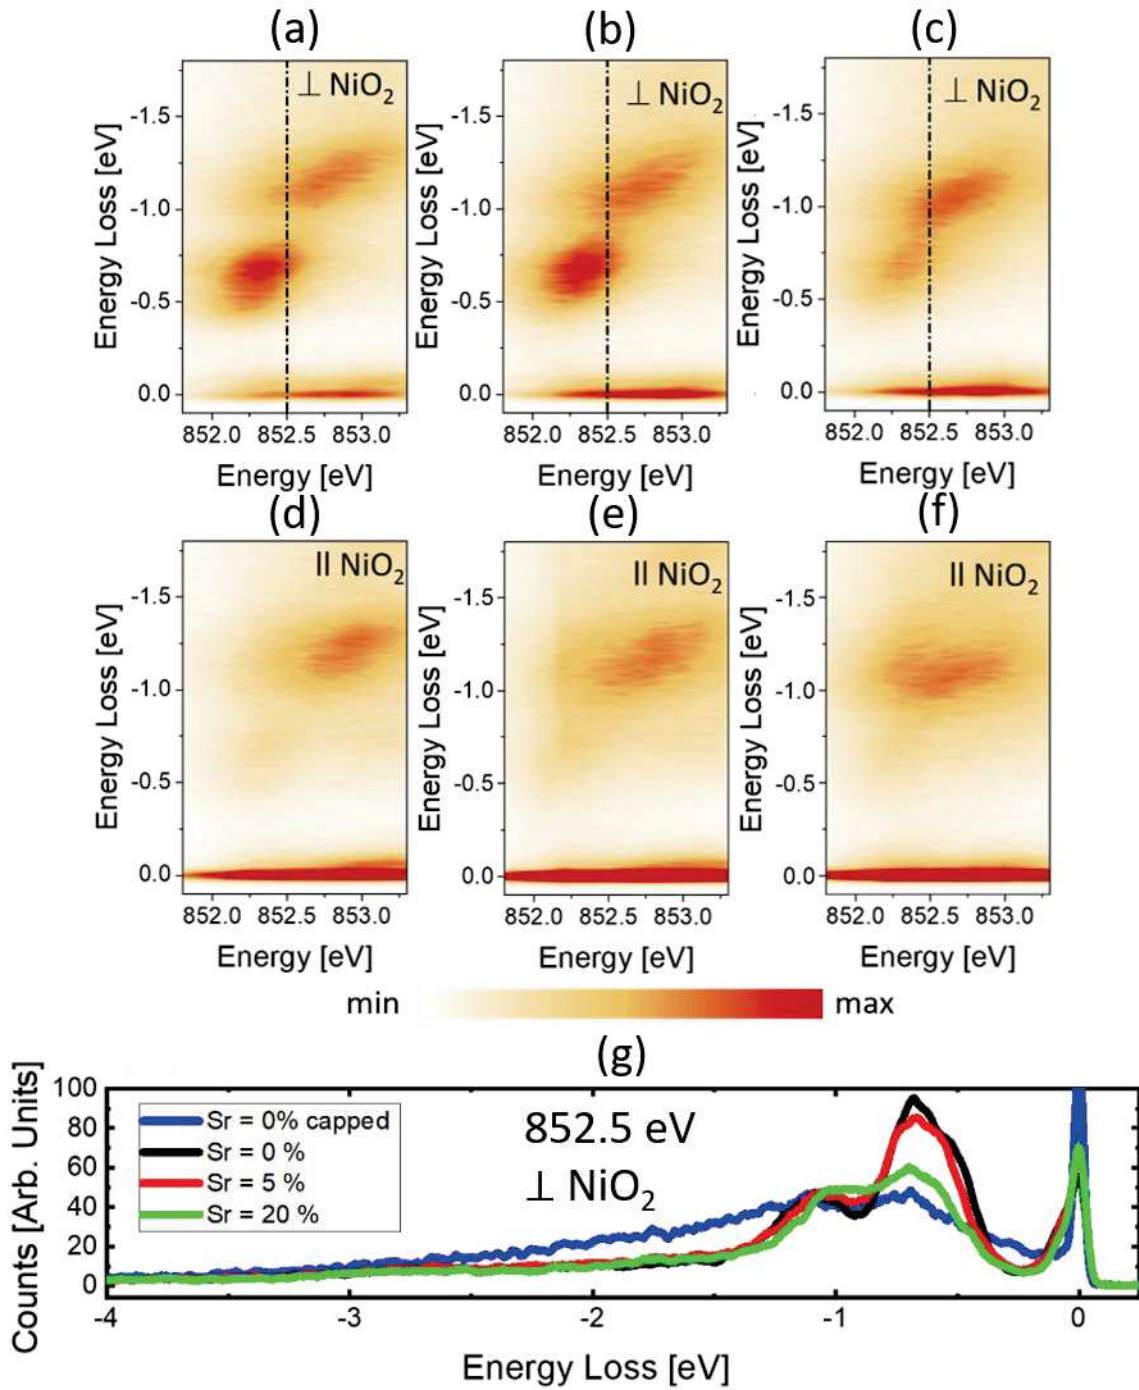 (a) (b) (c)
⊥ NiO₂ ⊥ NiO₂ ⊥ NiO₂
Energy Loss [eV] Energy Loss [eV] Energy Loss [eV]
-1.5 -1.5 -1.5
-1.0 -1.0 -1.0
-0.5 -0.5 -0.5
0.0 0.0 0.0
852.0 852.5 853.0 852.0 852.5 853.0 852.0 852.5 853.0
Energy [eV] Energy [eV] Energy [eV]
(d) (e) (f)
II NiO₂ II NiO₂ II NiO₂
Energy Loss [eV] Energy Loss [eV] Energy Loss [eV]
-1.5 -1.5 -1.5
-1.0 -1.0 -1.0
-0.5 -0.5 -0.5
0.0 0.0 0.0
852.0 852.5 853.0 852.0 852.5 853.0 852.0 852.5 853.0
Energy [eV] Energy [eV] Energy [eV]
min max
(g)
Counts [Arb. Units]
100
80
60
40
20
0
Sr = 0% capped
Sr = 0 %
Sr = 5 %
Sr = 20 %
852.5 eV
⊥ NiO₂
-4 -3 -2 -1 0
Energy Loss [eV]